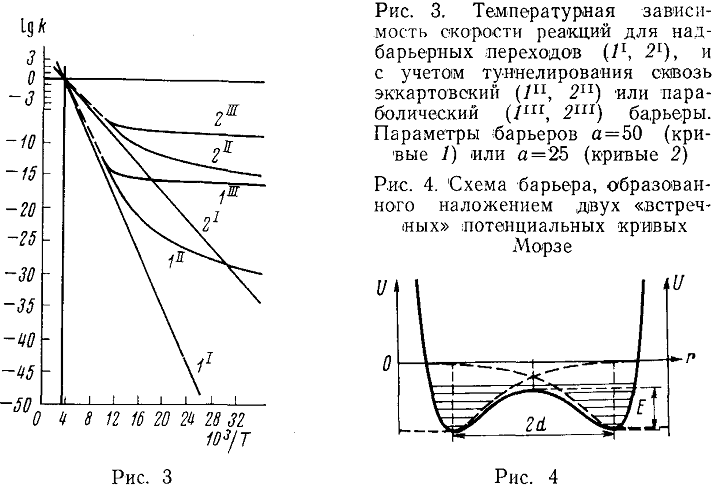 lg k
3
0
−3
−10
−15
−20
−25
−30
−35
−40
−45
−50
0 4 8 12 16 20 24 28 32
10³/T
2ᴵᴵᴵ
2ᴵᴵ
1ᴵᴵᴵ
2ᴵ
1ᴵᴵ
1ᴵ
Рис. 3
Рис. 3. Температурная зависи-
мость скорости реакций для над-
барьерных переходов (1ᴵ, 2ᴵ), и
с учетом туннелирования сквозь
эккартовский (1ᴵᴵ, 2ᴵᴵ) или пара-
болический (1ᴵᴵᴵ, 2ᴵᴵᴵ) барьеры.
Параметры барьеров a=50 (кри-
вые 1) или a=25 (кривые 2)
Рис. 4. Схема барьера, образован-
ного наложением двух «встреч-
ных» потенциальных кривых
Морзе
U
U
0
r
E
2d
Рис. 4